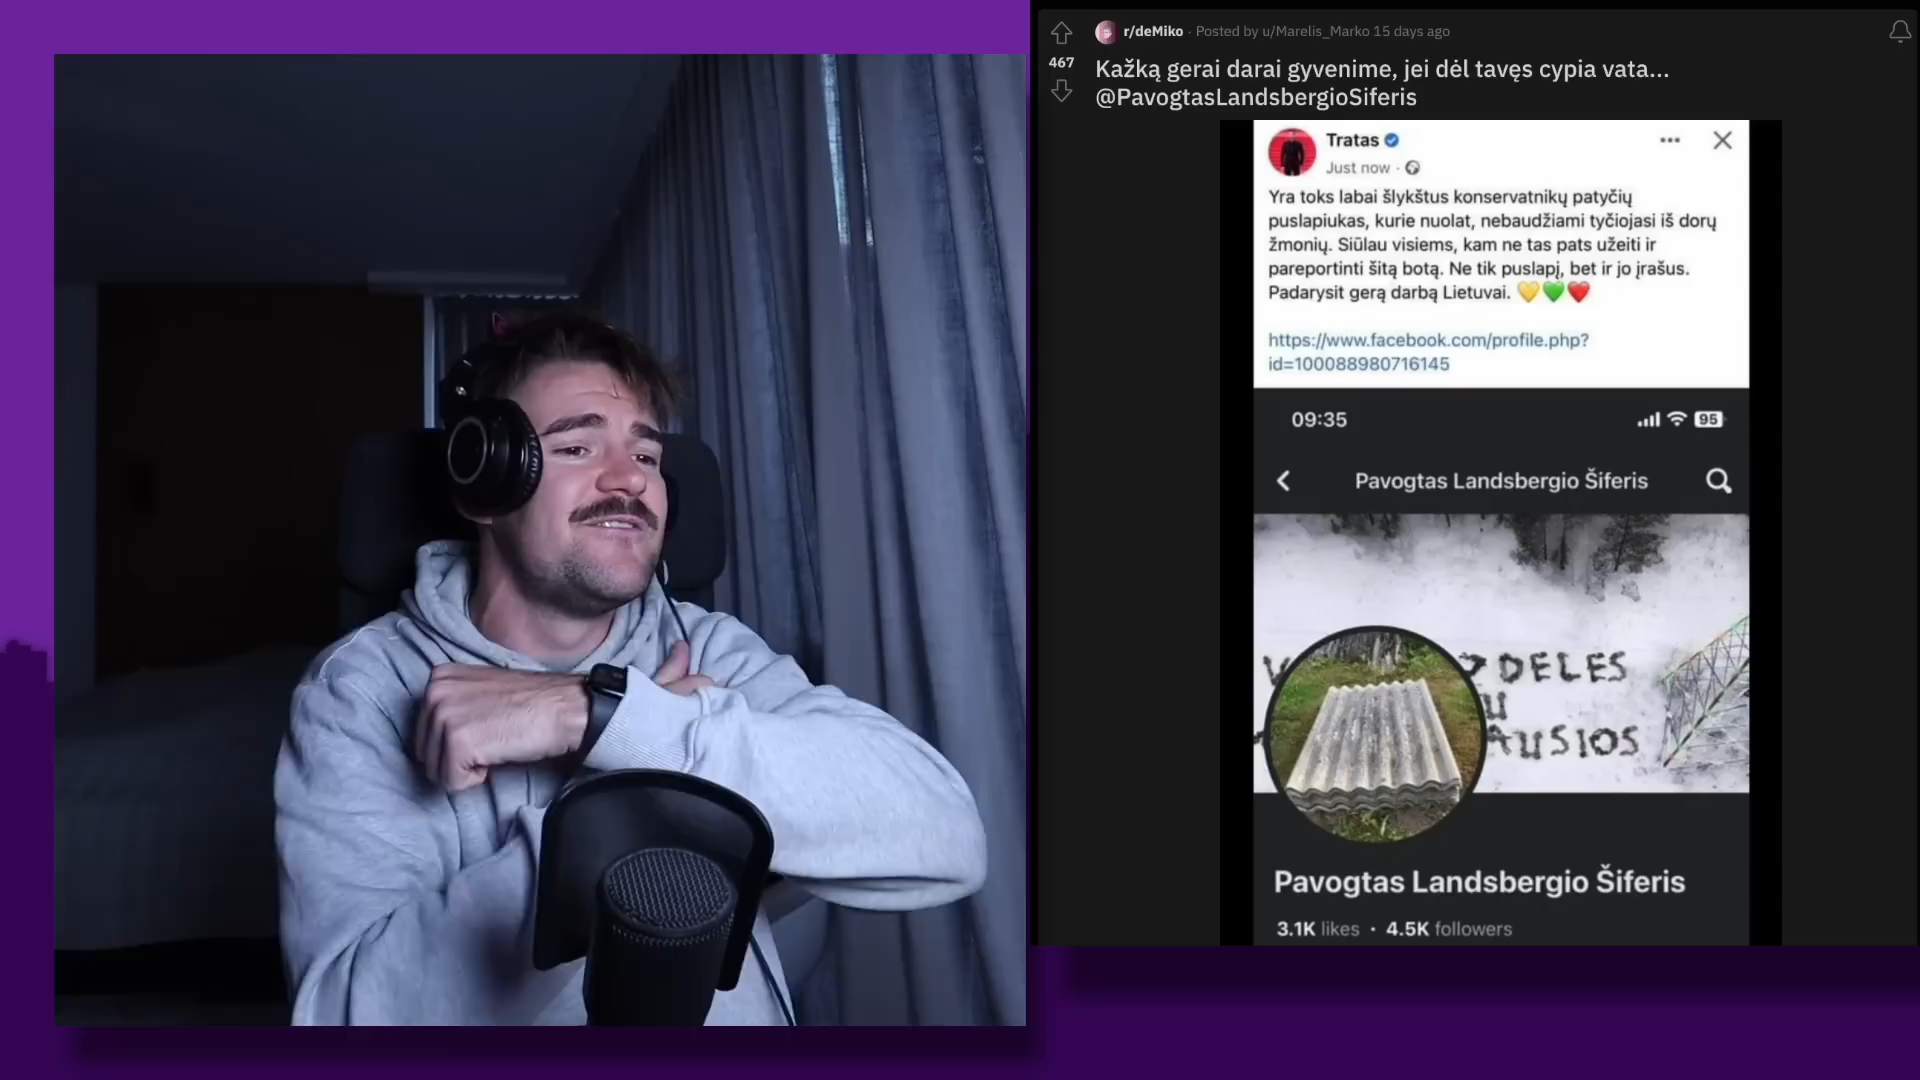 r/deMiko · Posted by u/Marelis_Marko 15 days ago
467
Kažką gerai darai gyvenime, jei dėl tavęs cypia vata...
@PavogtasLandsbergioSiferis
Tratas
Just now ·
Yra toks labai šlykštus konservatnikų patyčių
puslapiukas, kurie nuolat, nebaudžiami tyčiojasi iš dorų
žmonių. Siūlau visiems, kam ne tas pats užeiti ir
pareportinti šitą botą. Ne tik puslapį, bet ir jo įrašus.
Padarysit gerą darbą Lietuvai. 💛💚❤️
https://www.facebook.com/profile.php?
id=100088980716145
09:35
95
Pavogtas Landsbergio Šiferis
DELES
AUSIOS
Pavogtas Landsbergio Šiferis
3.1K likes · 4.5K followers